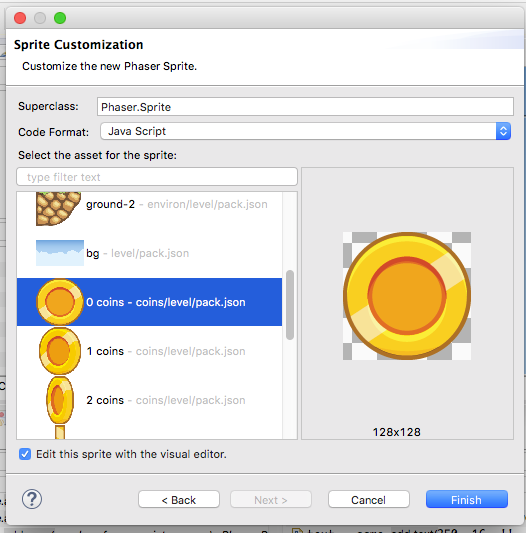 Sprite Customization
Customize the new Phaser Sprite.
Superclass: Phaser.Sprite
Code Format: Java Script
Select the asset for the sprite:
type filter text
ground-2 - environ/level/pack.json
bg - level/pack.json
0 coins - coins/level/pack.json
1 coins - coins/level/pack.json
2 coins - coins/level/pack.json
128x128
Edit this sprite with the visual editor.
? < Back Next > Cancel Finish